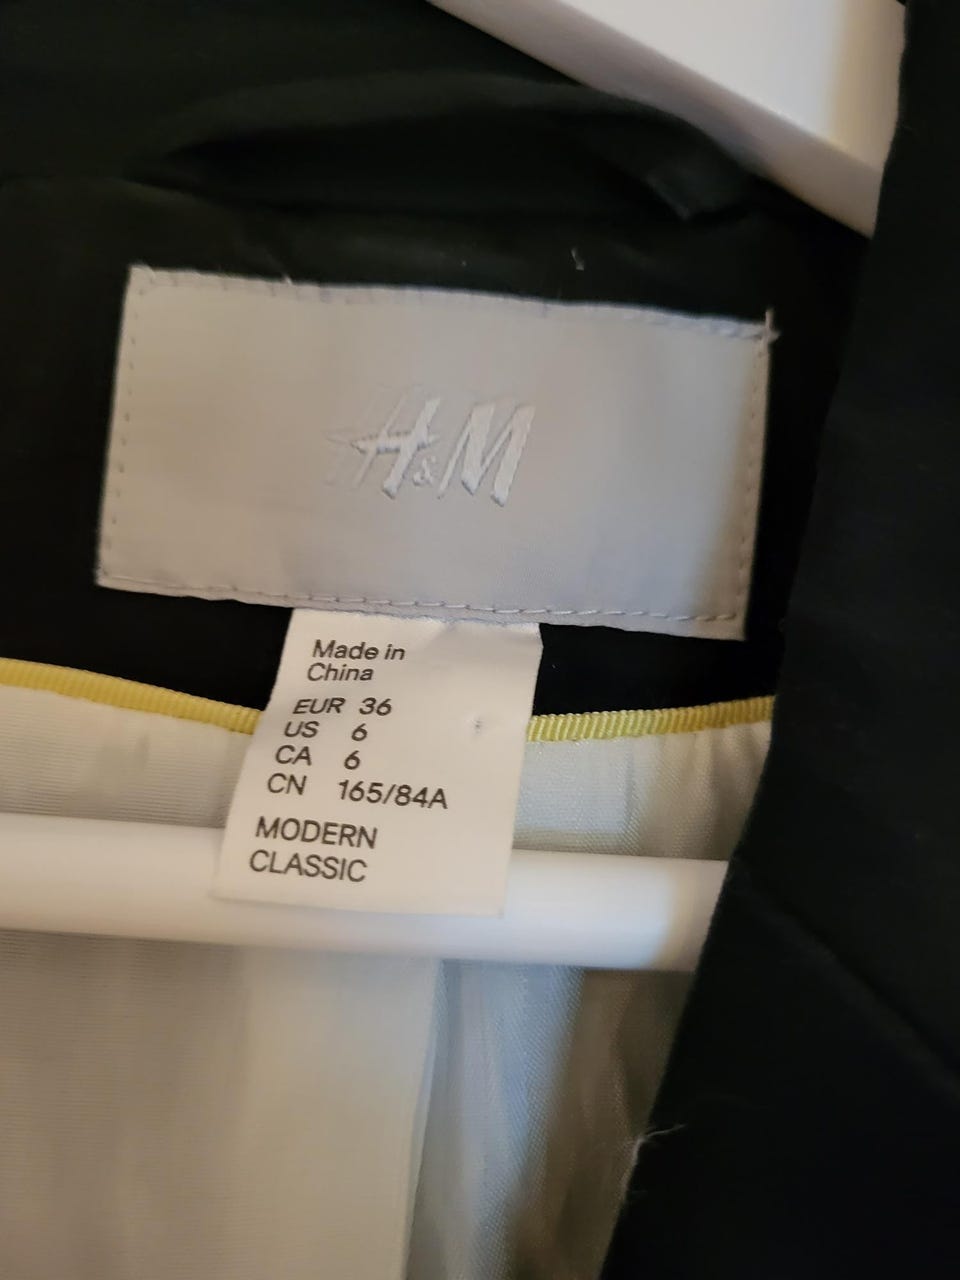 H&M
Made in
China
EUR 36
US 6
CA 6
CN 165/84A
MODERN
CLASSIC